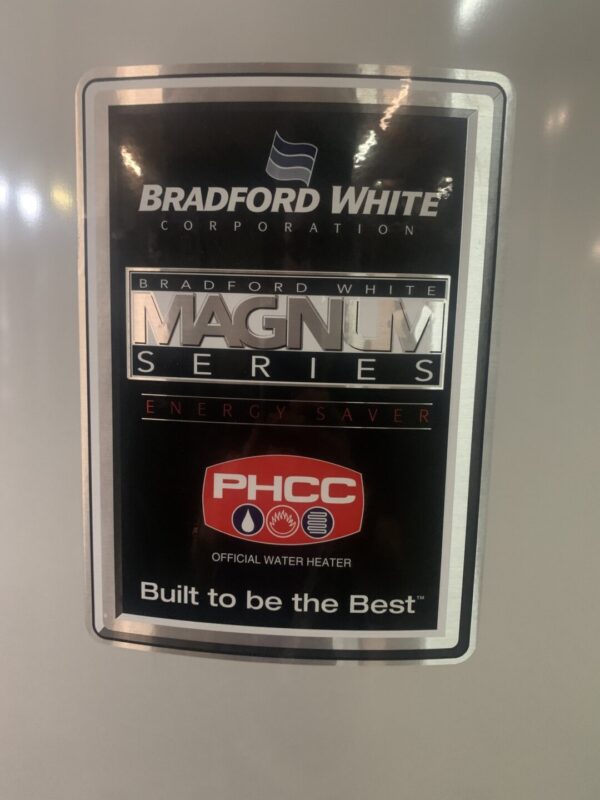 BRADFORD WHITE
CORPORATION
BRADFORD WHITE
MAGNUM
SERIES
ENERGY SAVER
PHCC
OFFICIAL WATER HEATER
Built to be the Best™